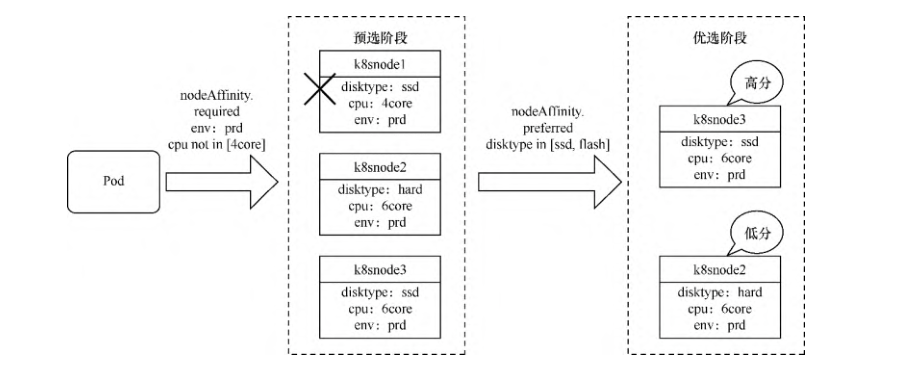 Pod
nodeAffinity.
required
env：prd
cpu not in [4core]
预选阶段
k8snode1
disktype：ssd
cpu：4core
env：prd
k8snode2
disktype：hard
cpu：6core
env：prd
k8snode3
disktype：ssd
cpu：6core
env：prd
nodeAffinity.
preferred
disktype in [ssd, flash]
优选阶段
高分
k8snode3
disktype：ssd
cpu：6core
env：prd
低分
k8snode2
disktype：hard
cpu：6core
env：prd